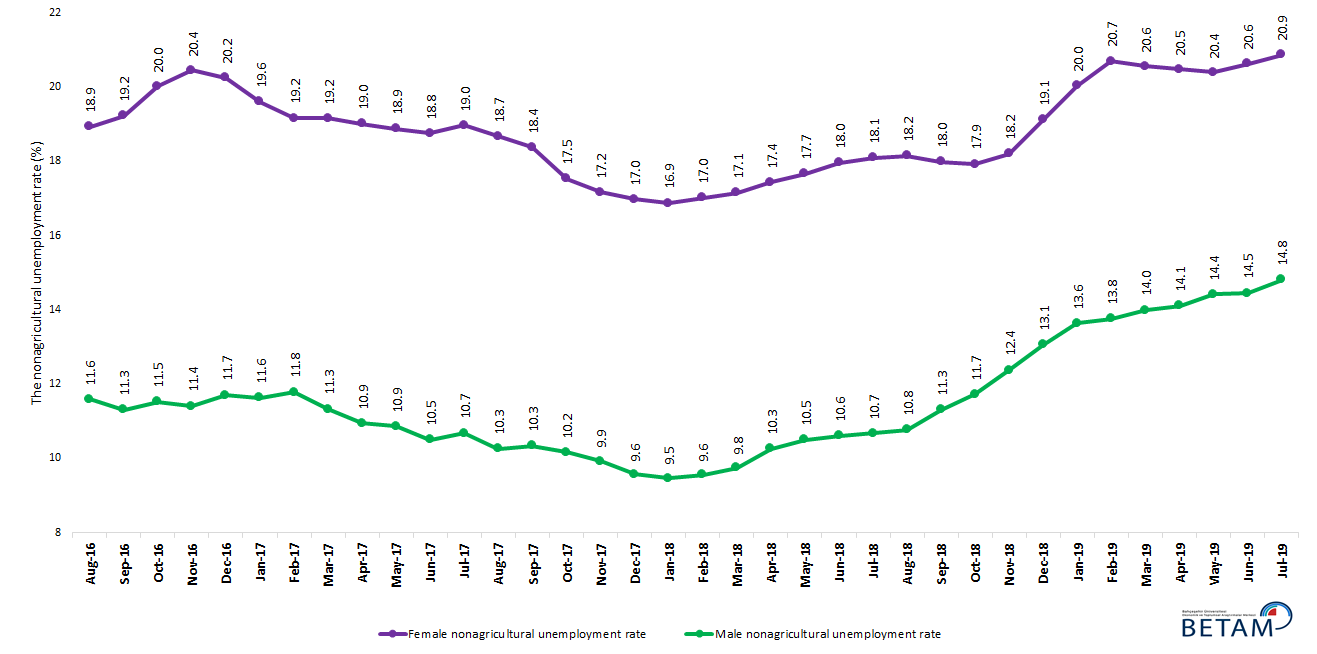 22
20
18
16
14
12
10
8
The nonagricultural unemployment rate (%)
18.9 19.2 20.0 20.4 20.2 19.6 19.2 19.2 19.0 18.9 18.8 19.0 18.7 18.4 17.5 17.2 17.0 16.9 17.0 17.1 17.4 17.7 18.0 18.1 18.2 18.0 17.9 18.2 19.1 20.0 20.7 20.6 20.5 20.4 20.6 20.9
11.6 11.3 11.5 11.4 11.7 11.6 11.8 11.3 10.9 10.9 10.5 10.7 10.3 10.3 10.2 9.9 9.6 9.5 9.6 9.8 10.3 10.5 10.6 10.7 10.8 11.3 11.7 12.4 13.1 13.6 13.8 14.0 14.1 14.4 14.5 14.8
Aug-16 Sep-16 Oct-16 Nov-16 Dec-16 Jan-17 Feb-17 Mar-17 Apr-17 May-17 Jun-17 Jul-17 Aug-17 Sep-17 Oct-17 Nov-17 Dec-17 Jan-18 Feb-18 Mar-18 Apr-18 May-18 Jun-18 Jul-18 Aug-18 Sep-18 Oct-18 Nov-18 Dec-18 Jan-19 Feb-19 Mar-19 Apr-19 May-19 Jun-19 Jul-19
Female nonagricultural unemployment rate Male nonagricultural unemployment rate
Bahçeşehir Üniversitesi
BETAM